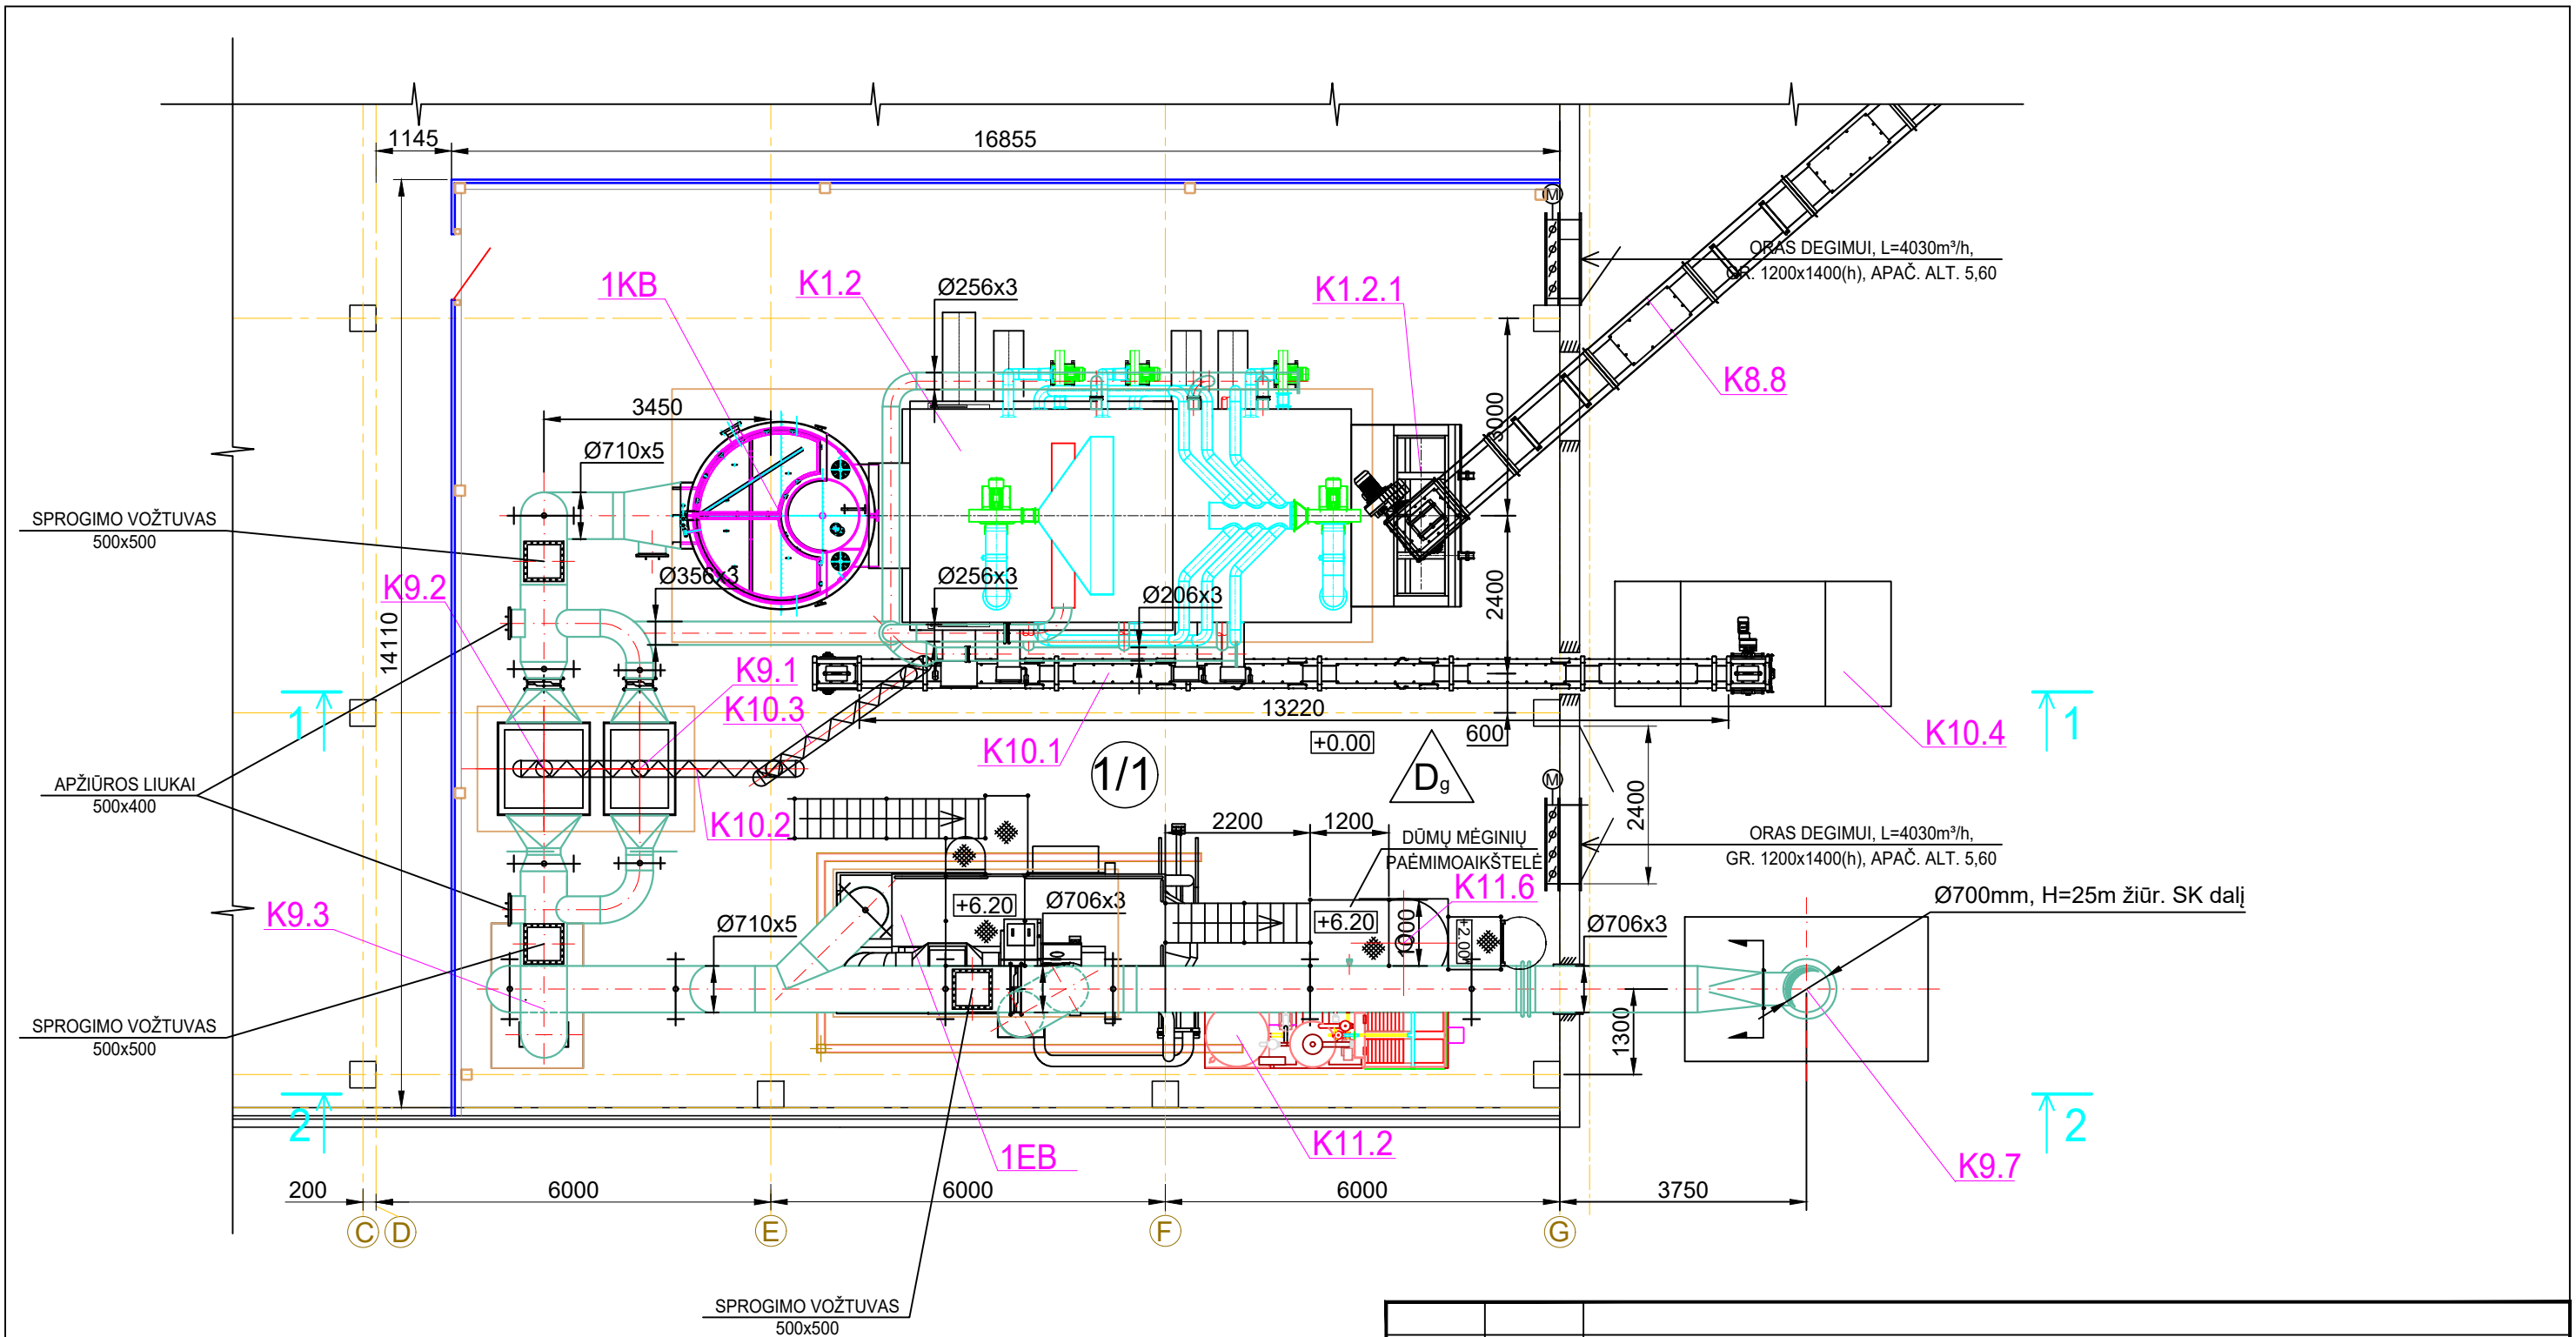 1145
16855
M
ORAS DEGIMUI, L=4030m³/h,
GR. 1200x1400(h), APAČ. ALT. 5,60
1KB
K1.2
Ø256x3
K1.2.1
K8.8
3450
3000
Ø710x5
SPROGIMO VOŽTUVAS
500x500
K9.2
Ø356x3
Ø256x3
Ø206x3
2400
14110
K9.1
K10.3
1
13220
1
K10.1
600
K10.4
+0.00
1/1
Dg
M
APŽIŪROS LIUKAI
500x400
K10.2
2200
1200
2400
DŪMŲ MĖGINIŲ
PAĖMIMOAIKŠTELĖ
ORAS DEGIMUI, L=4030m³/h,
GR. 1200x1400(h), APAČ. ALT. 5,60
K11.6
K9.3
+6.20
Ø706x3
+6.20
1000
+2.00
Ø706x3
Ø700mm, H=25m žiūr. SK dalį
Ø710x5
SPROGIMO VOŽTUVAS
500x500
1300
2
2
1EB
K11.2
K9.7
200
6000
6000
6000
3750
C
D
E
F
G
SPROGIMO VOŽTUVAS
500x500